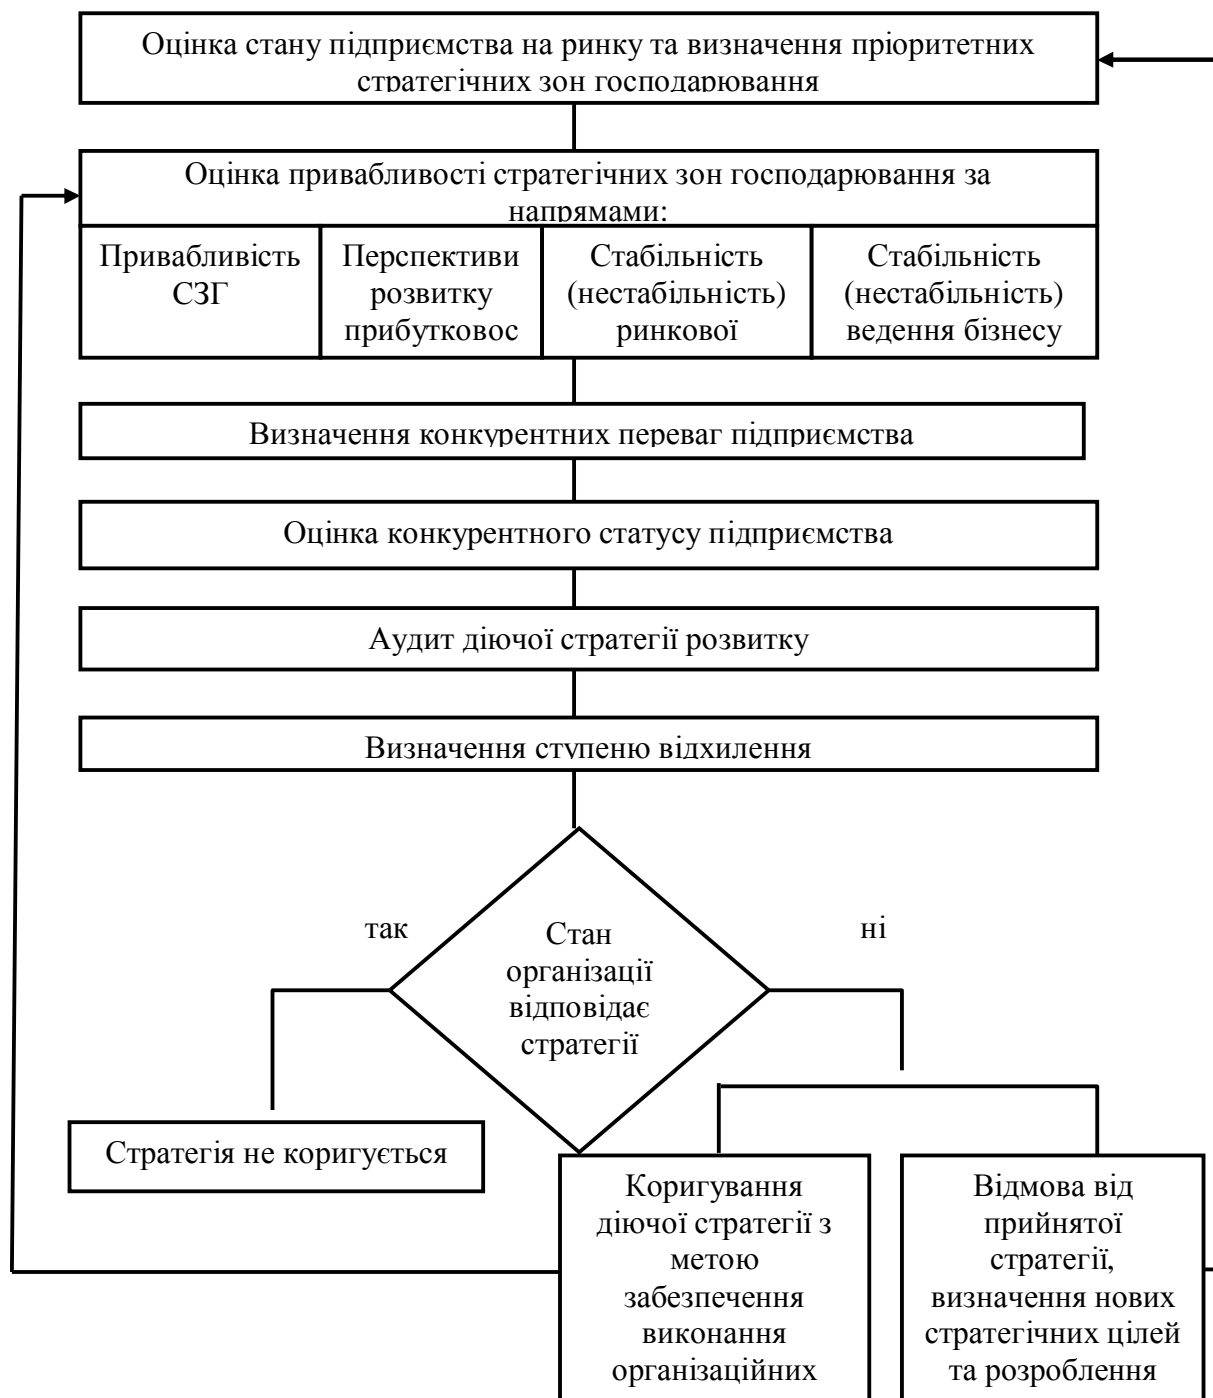 Оцінка стану підприємства на ринку та визначення пріоритетних
стратегічних зон господарювання
Оцінка привабливості стратегічних зон господарювання за
напрямами:
Привабливість
СЗГ
Перспективи
розвитку
прибутковос
Стабільність
(нестабільність)
ринкової
Стабільність
(нестабільність)
ведення бізнесу
Визначення конкурентних переваг підприємства
Оцінка конкурентного статусу підприємства
Аудит діючої стратегії розвитку
Визначення ступеню відхилення
так
ні
Стан
організації
відповідає
стратегії
Стратегія не коригується
Коригування
діючої стратегії з
метою
забезпечення
виконання
організаційних
Відмова від
прийнятої
стратегії,
визначення нових
стратегічних цілей
та розроблення